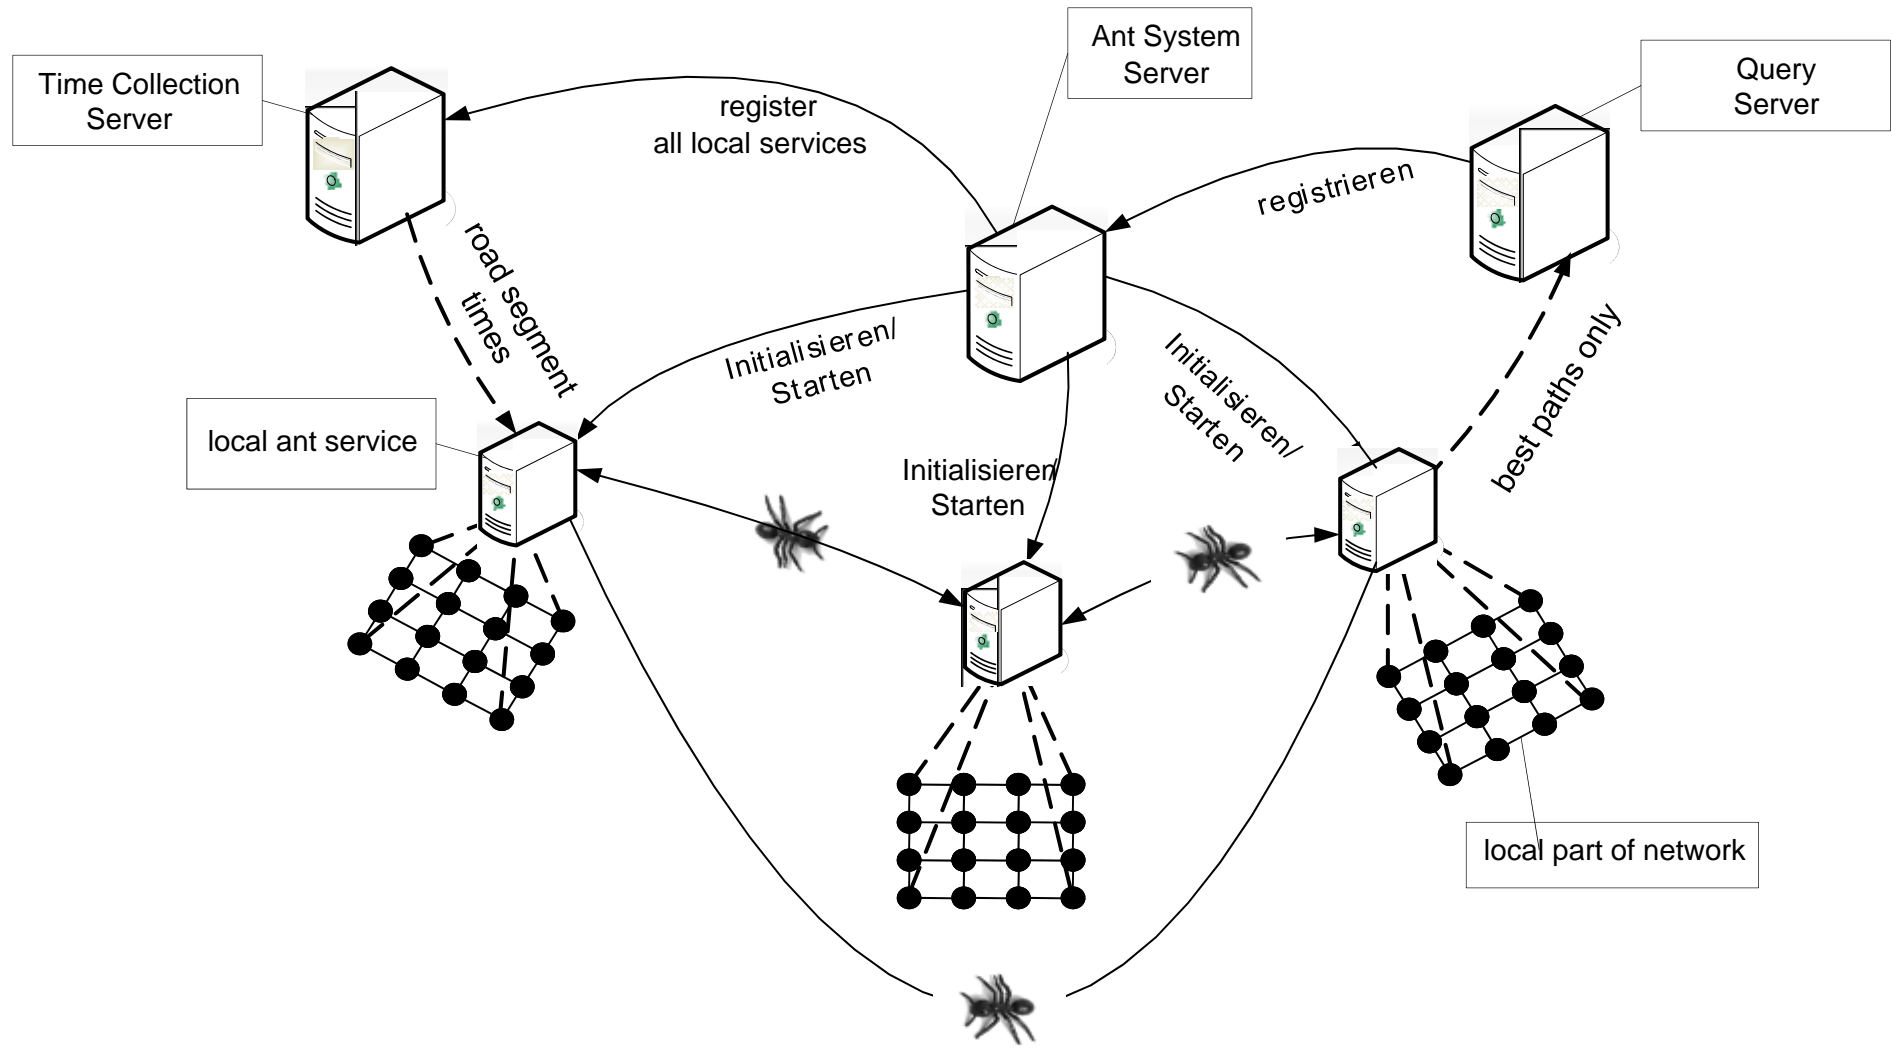 Ant System
Server
Time Collection
Server
Query
Server
register
all local services
registrieren
road segment
times
Initialisieren/
Starten
Initialisieren/
Starten
best paths only
local ant service
Initialisieren/
Starten
local part of network